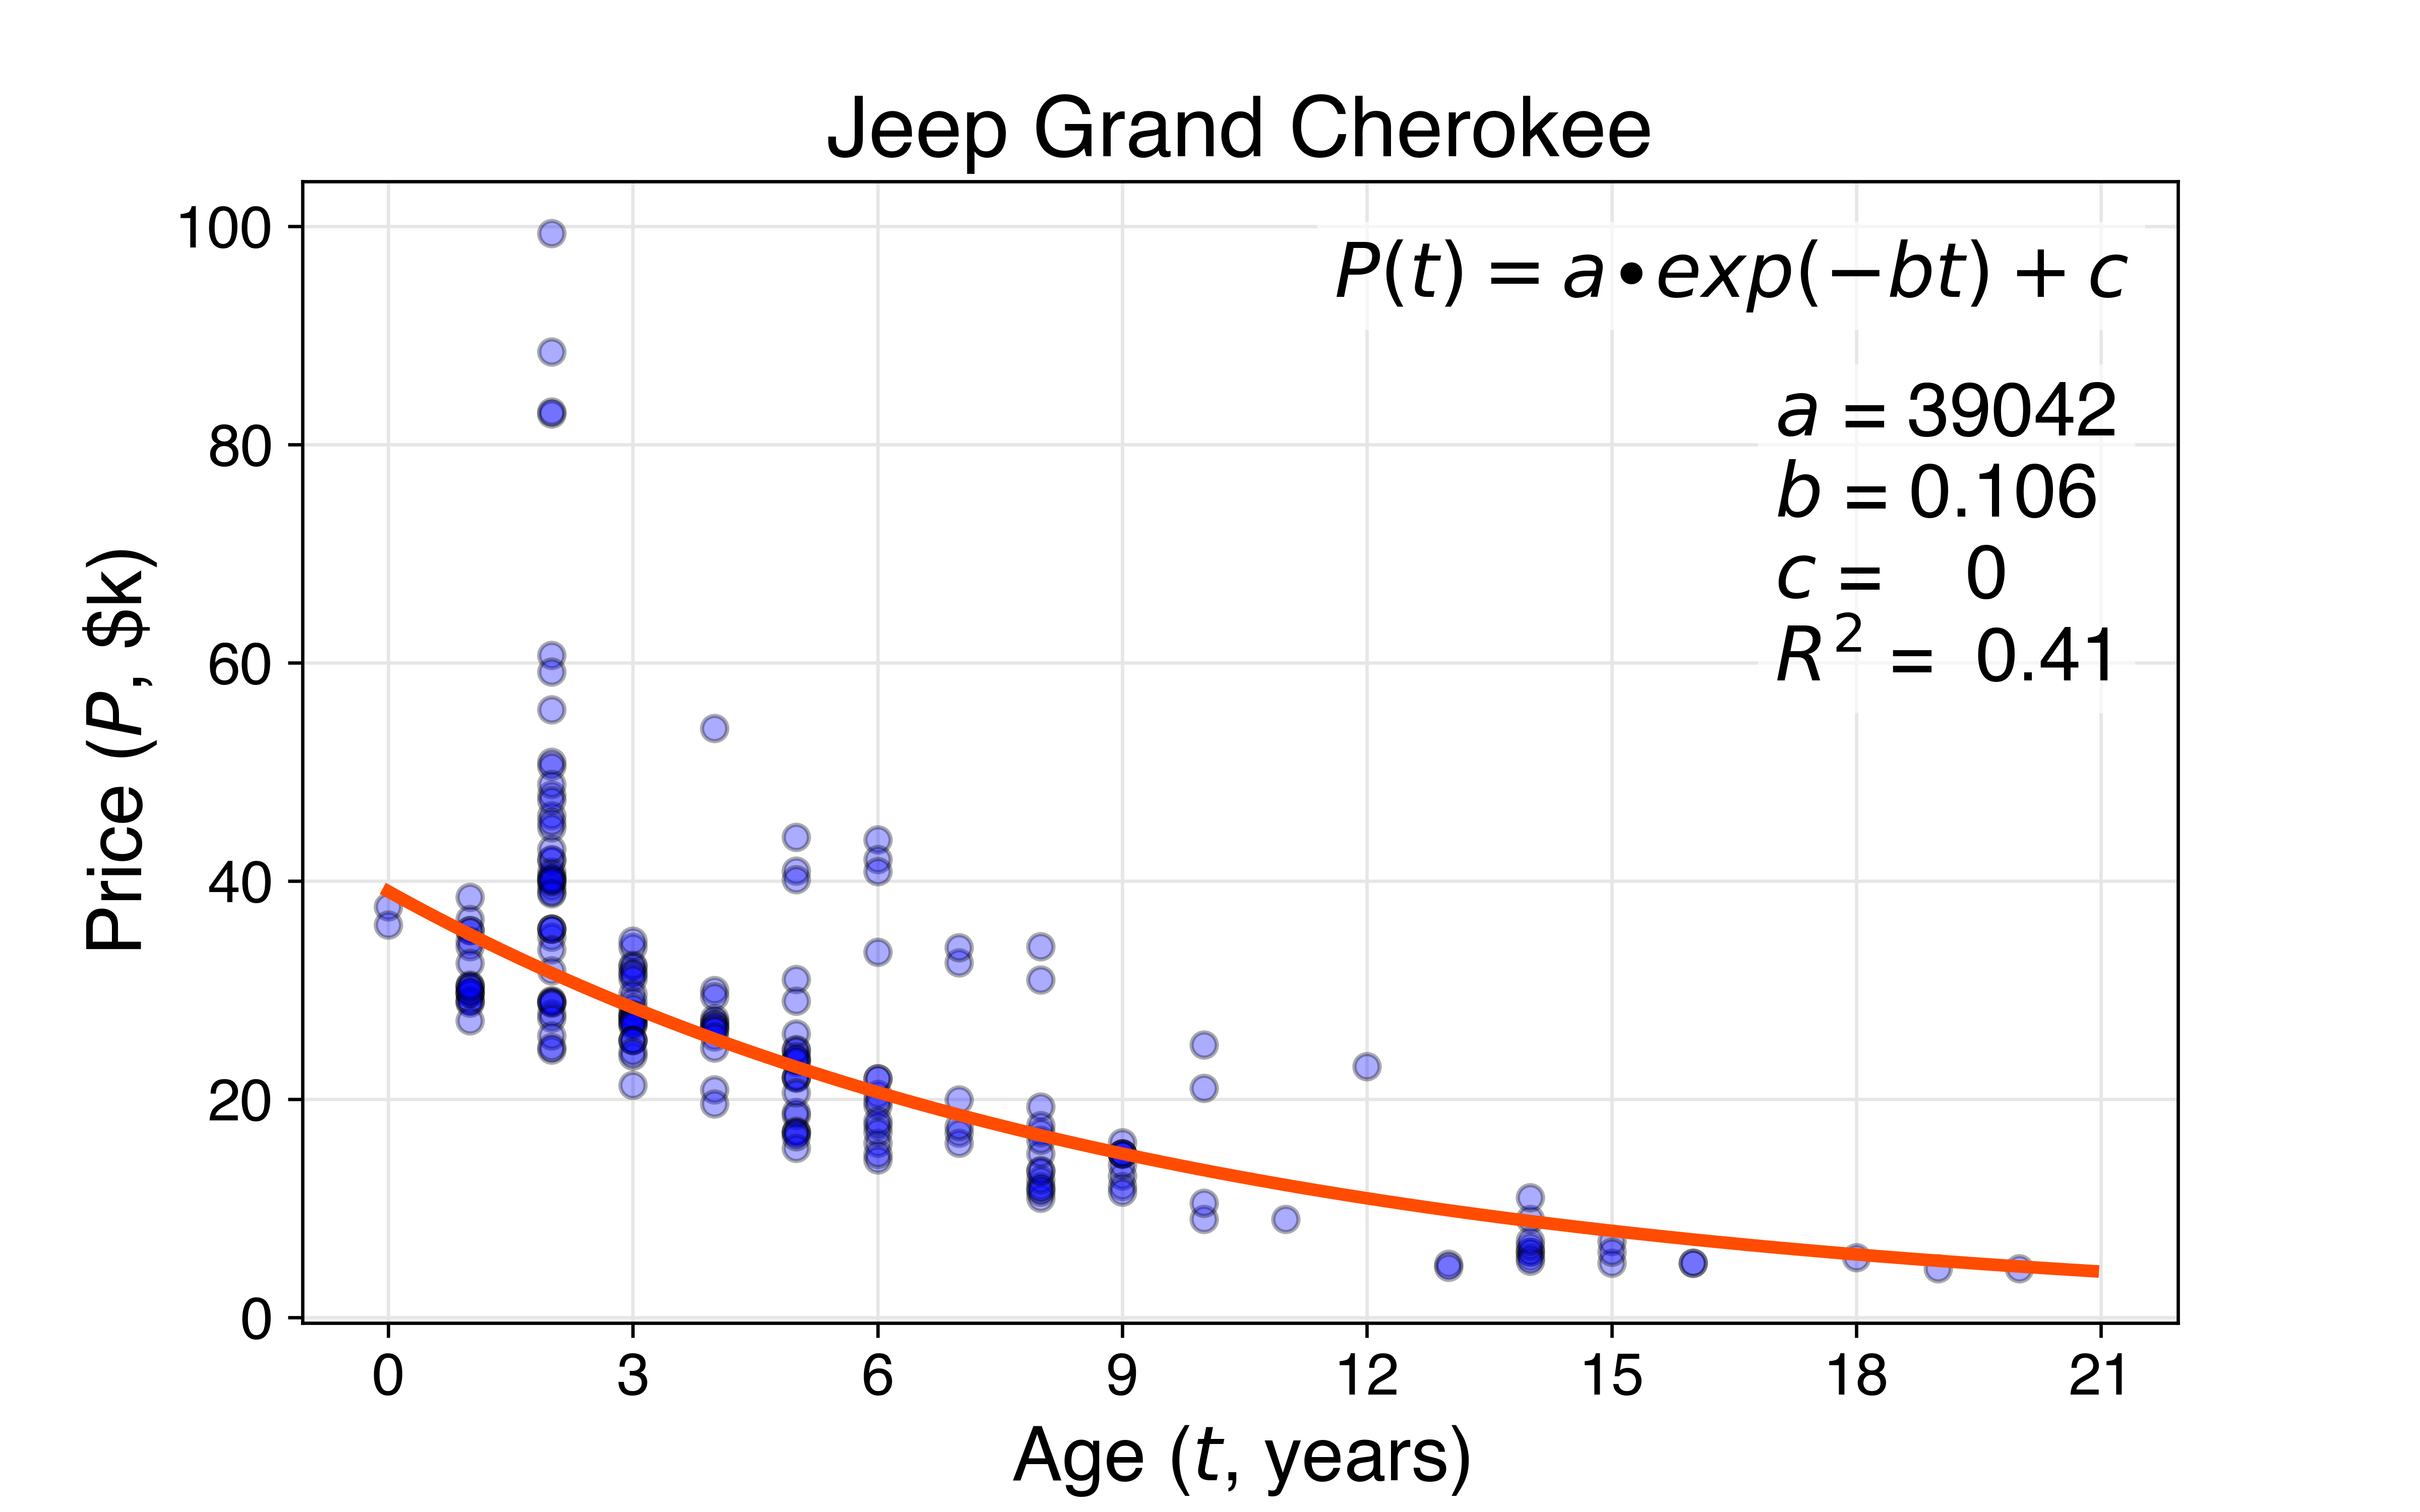 Jeep Grand Cherokee
P(t) = a•exp(−bt) + c
a = 39042
b = 0.106
c = 0
R² = 0.41
Price (P, $k)
100
80
60
40
20
0
0 3 6 9 12 15 18 21
Age (t, years)